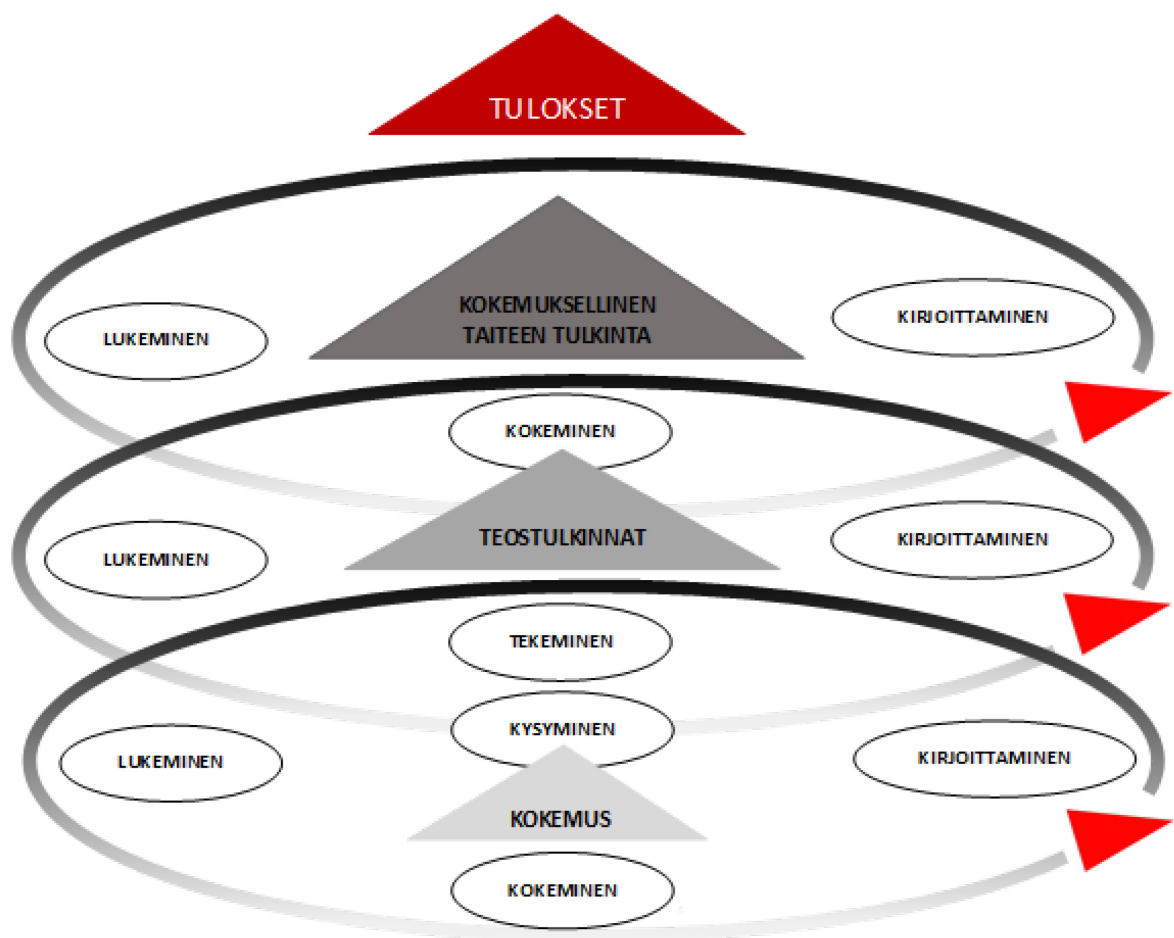 TULOKSET
KOKEMUKSELLINEN
TAITEEN TULKINTA
LUKEMINEN
KIRJOITTAMINEN
KOKEMINEN
TEOSTULKINNAT
LUKEMINEN
KIRJOITTAMINEN
TEKEMINEN
KYSYMINEN
LUKEMINEN
KIRJOITTAMINEN
KOKEMUS
KOKEMINEN